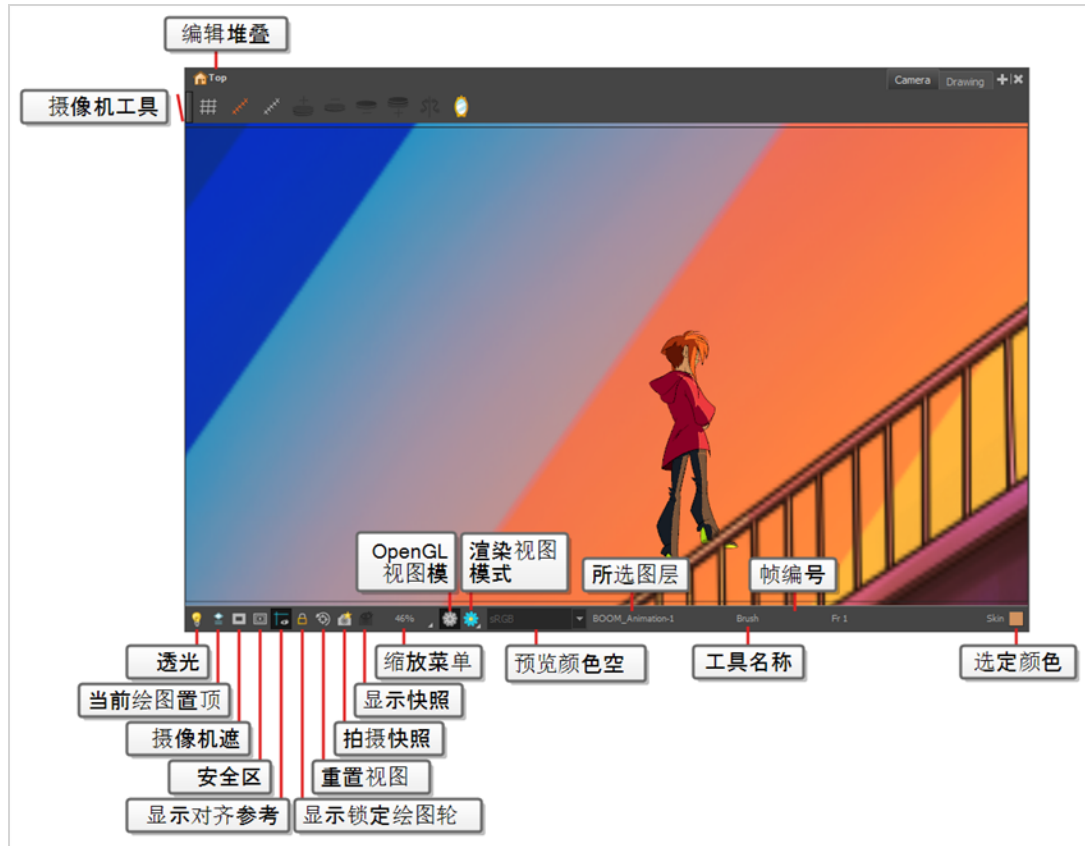 编辑堆叠
Top
Camera
Drawing
摄像机工具
OpenGL
视图模
渲染视图
模式
所选图层
帧编号
46%
sRGB
BOOM_Animation-1
Brush
Fr 1
Skin
透光
缩放菜单
预览颜色空
工具名称
选定颜色
当前绘图置顶
显示快照
摄像机遮
拍摄快照
安全区
重置视图
显示对齐参考
显示锁定绘图轮